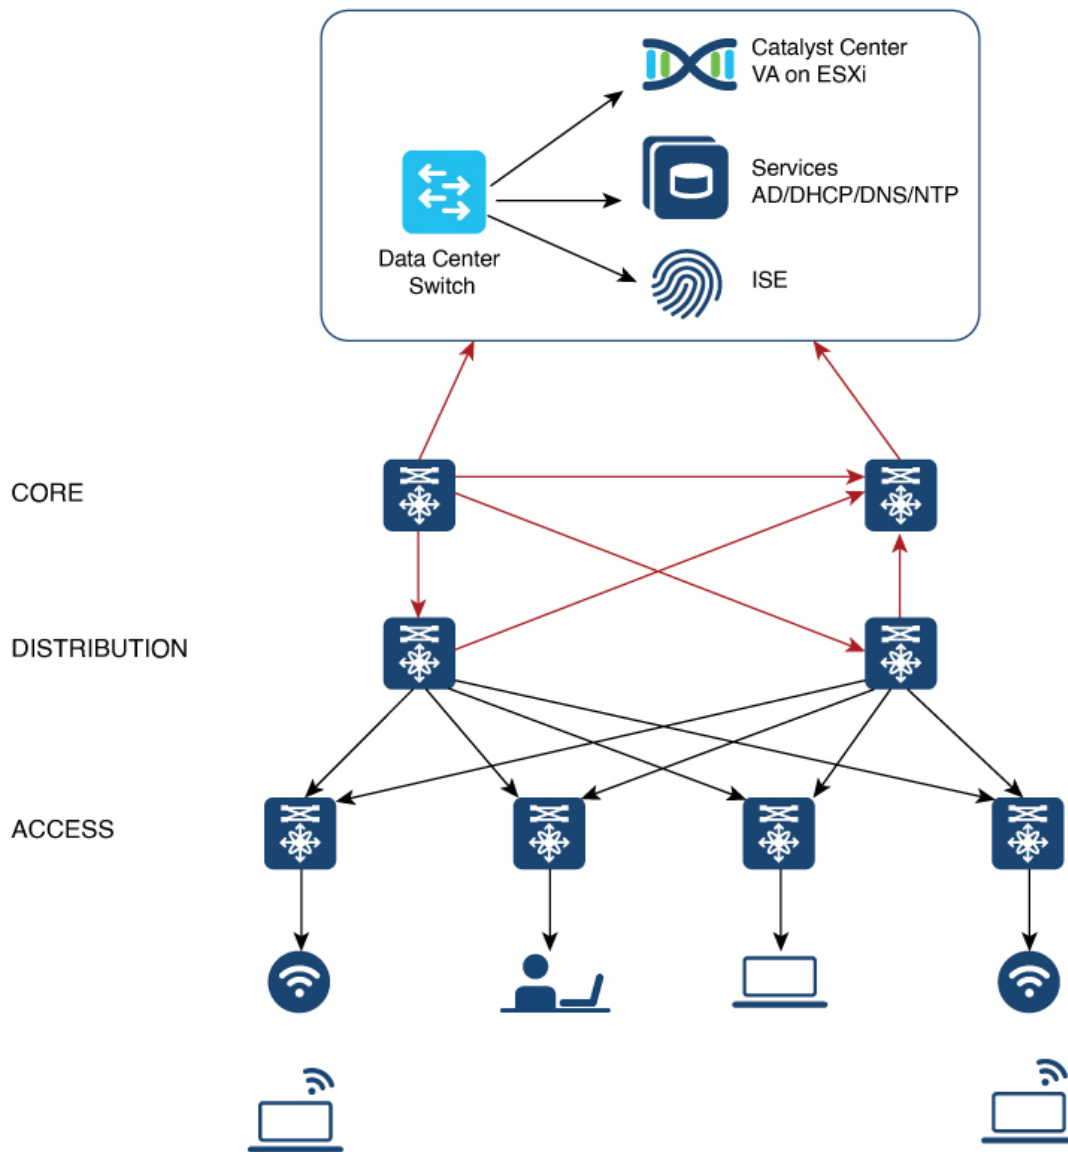 Catalyst Center
VA on ESXi
Services
AD/DHCP/DNS/NTP
Data Center
Switch
ISE
CORE
DISTRIBUTION
ACCESS